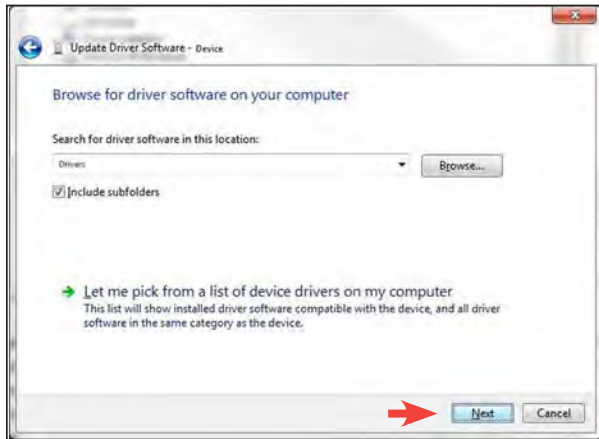 Update Driver Software - Device
Browse for driver software on your computer
Search for driver software in this location:
Drivers
Browse...
Include subfolders
Let me pick from a list of device drivers on my computer
This list will show installed driver software compatible with the device, and all driver
software in the same category as the device.
Next
Cancel